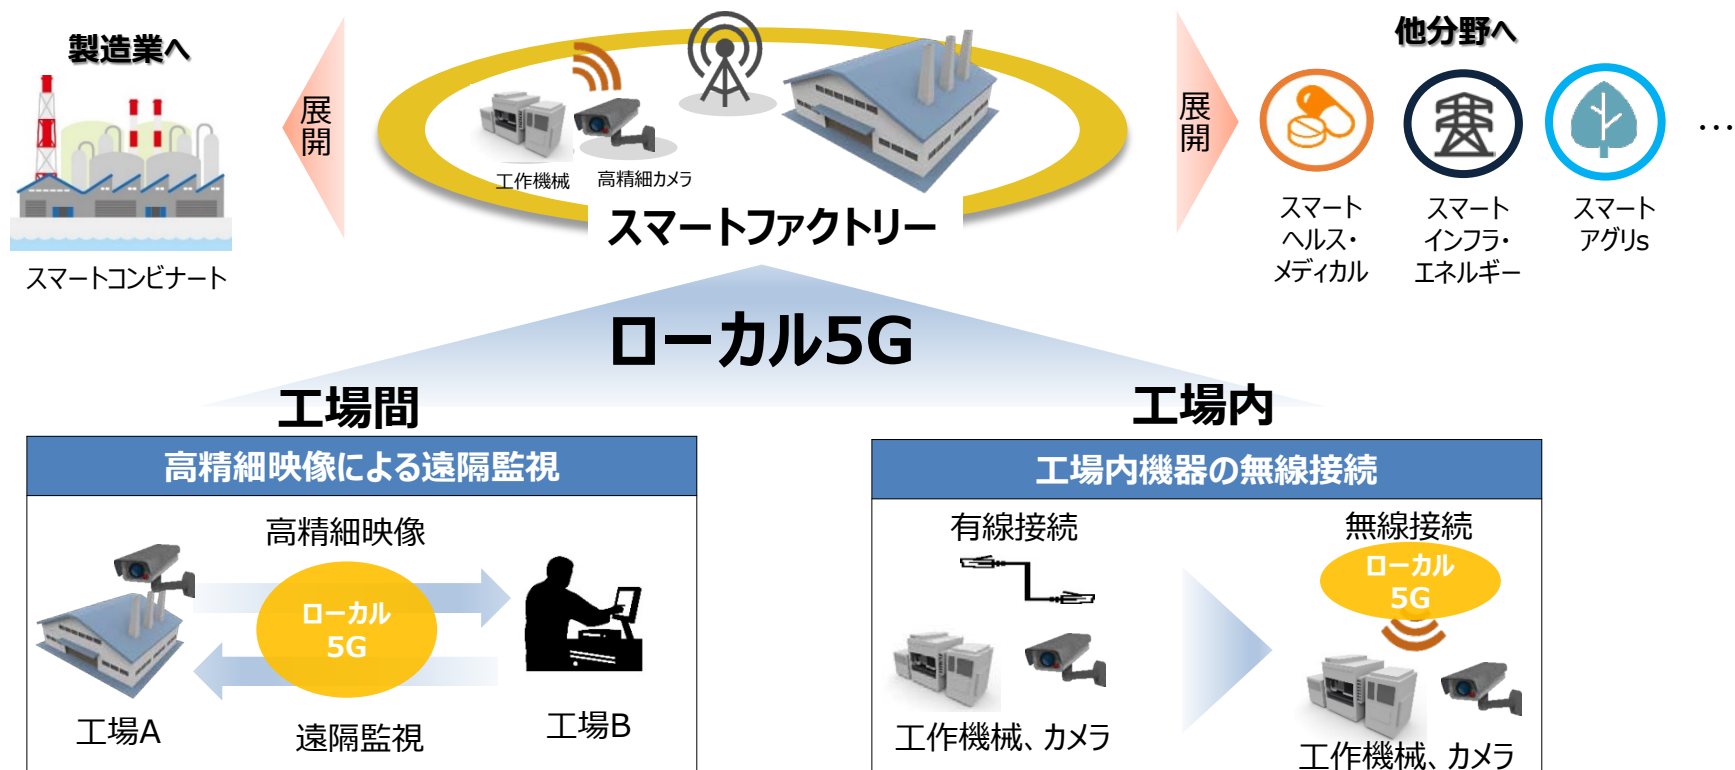 製造業へ
展開
スマートコンビナート
工作機械
高精細カメラ
スマートファクトリー
展開
他分野へ
スマート
ヘルス・
メディカル
スマート
インフラ・
エネルギー
スマート
アグリs
…
ローカル5G
工場間
高精細映像による遠隔監視
高精細映像
ローカル
5G
工場A
遠隔監視
工場B
工場内
工場内機器の無線接続
有線接続
工作機械、カメラ
無線接続
ローカル
5G
工作機械、カメラ